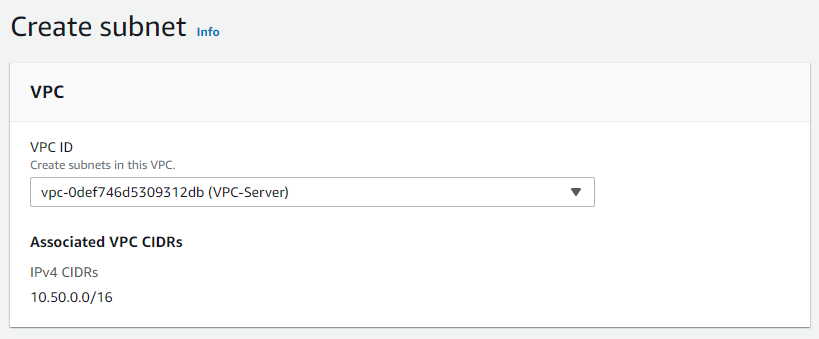 Create subnet Info
VPC
VPC ID
Create subnets in this VPC.
vpc-0def746d5309312db (VPC-Server)
Associated VPC CIDRs
IPv4 CIDRs
10.50.0.0/16